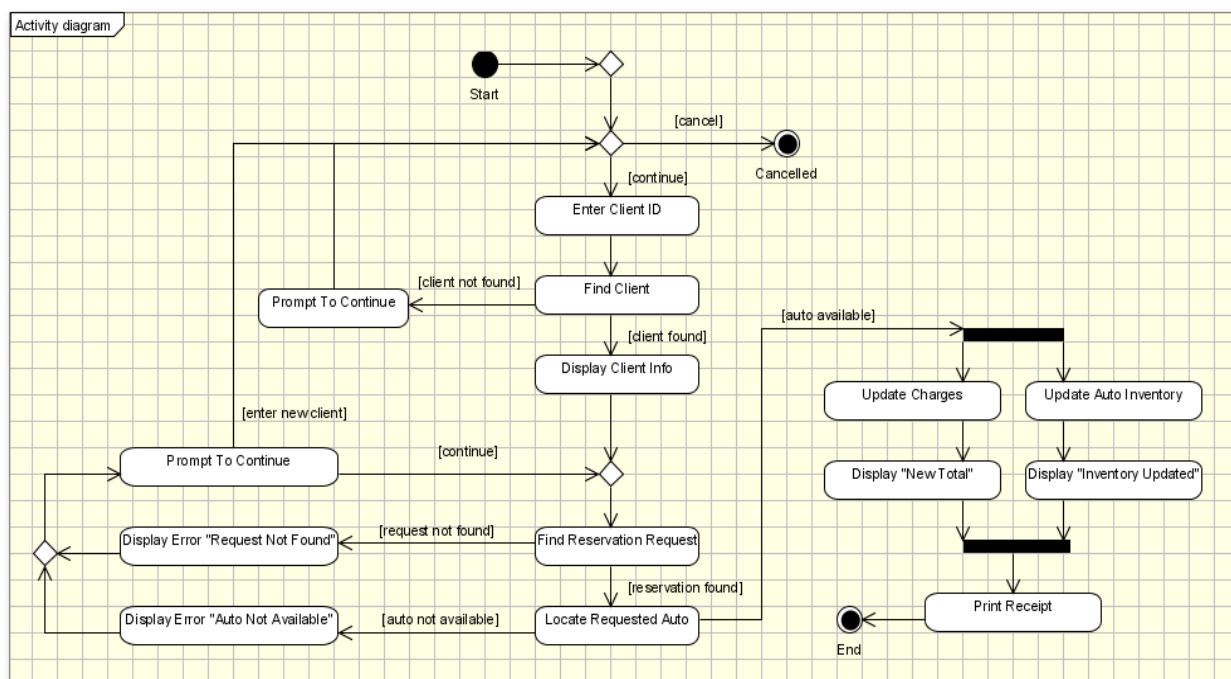 Activity diagram
Start
[cancel]
Cancelled
[continue]
Enter Client ID
[client not found]
Find Client
Prompt To Continue
[auto available]
[client found]
Display Client Info
Update Charges
Update Auto Inventory
[enter new client]
Prompt To Continue
[continue]
Display "New Total"
Display "Inventory Updated"
Display Error "Request Not Found"
[request not found]
Find Reservation Request
[reservation found]
Print Receipt
Display Error "Auto Not Available"
[auto not available]
Locate Requested Auto
End